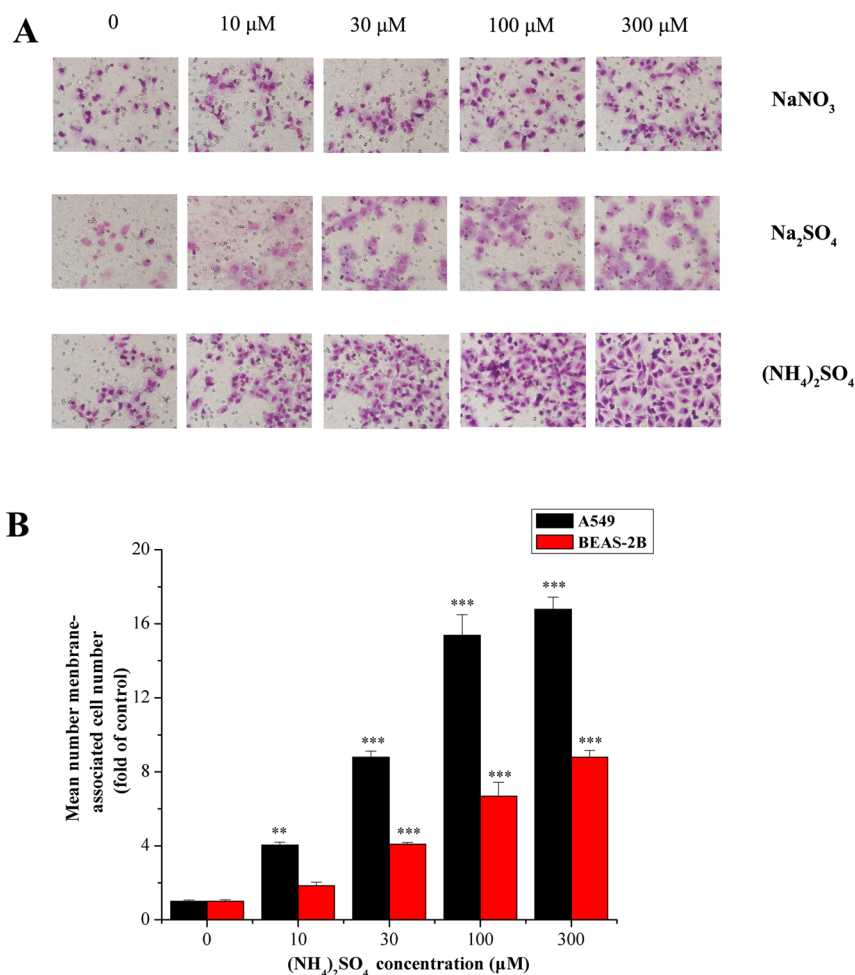 A
0 10 μM 30 μM 100 μM 300 μM
NaNO₃
Na₂SO₄
(NH₄)₂SO₄
B
A549
BEAS-2B
Mean number menbrane-
associated cell number
(fold of control)
20
16
12
8
4
0
** *** *** *** *** *** ***
0 10 30 100 300
(NH₄)₂SO₄ concentration (μM)